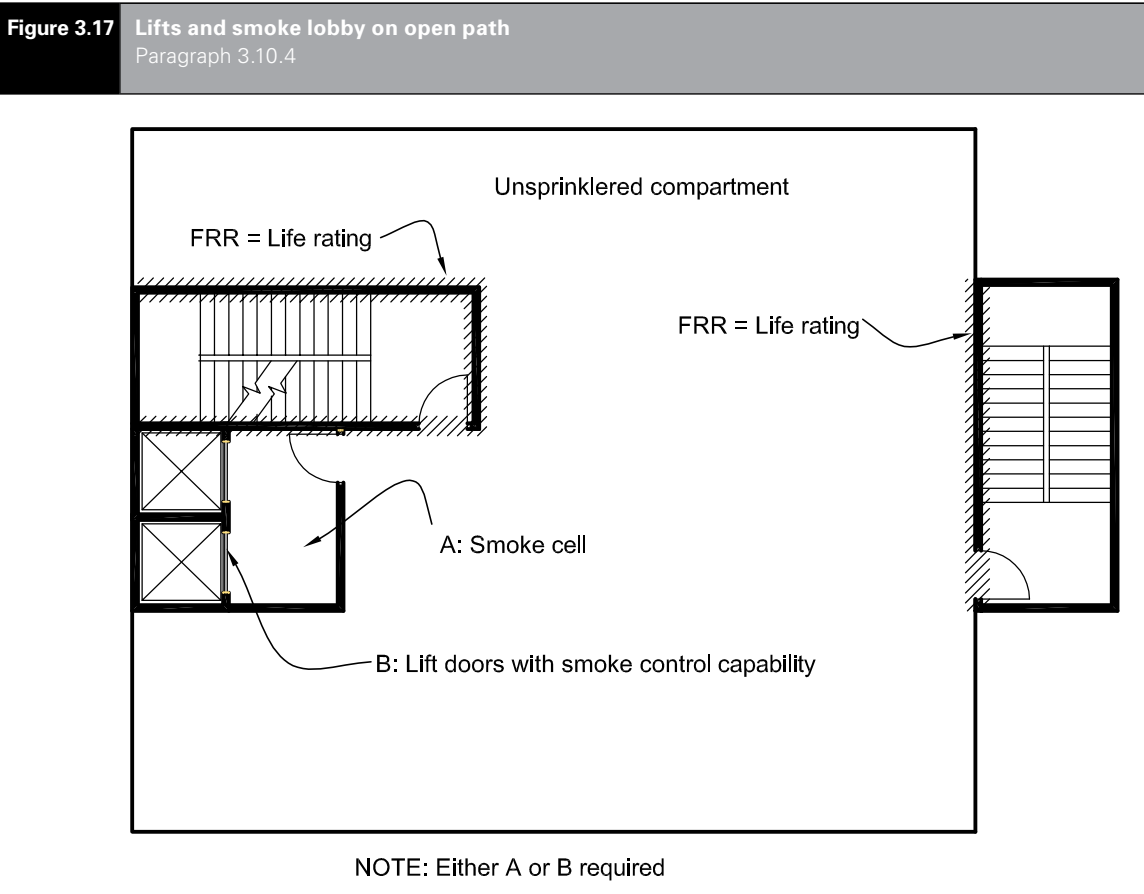 Figure 3.17 Lifts and smoke lobby on open path
Paragraph 3.10.4
Unsprinklered compartment
FRR = Life rating
FRR = Life rating
A: Smoke cell
B: Lift doors with smoke control capability
NOTE: Either A or B required